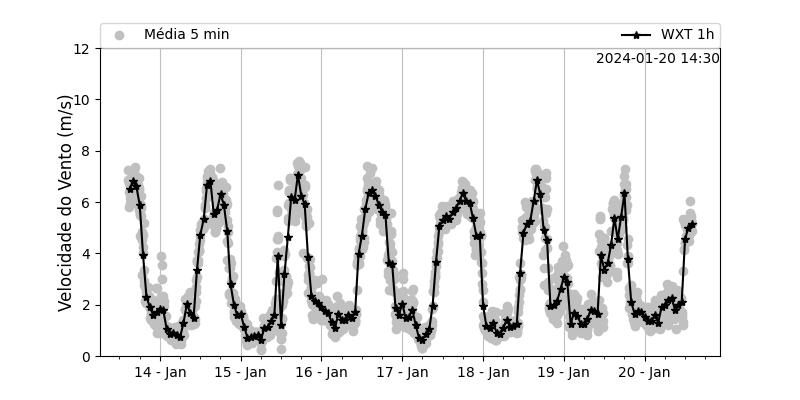 Média 5 min
WXT 1h
2024-01-20 14:30
Velocidade do Vento (m/s)
12
10
8
6
4
2
0
14 - Jan
15 - Jan
16 - Jan
17 - Jan
18 - Jan
19 - Jan
20 - Jan